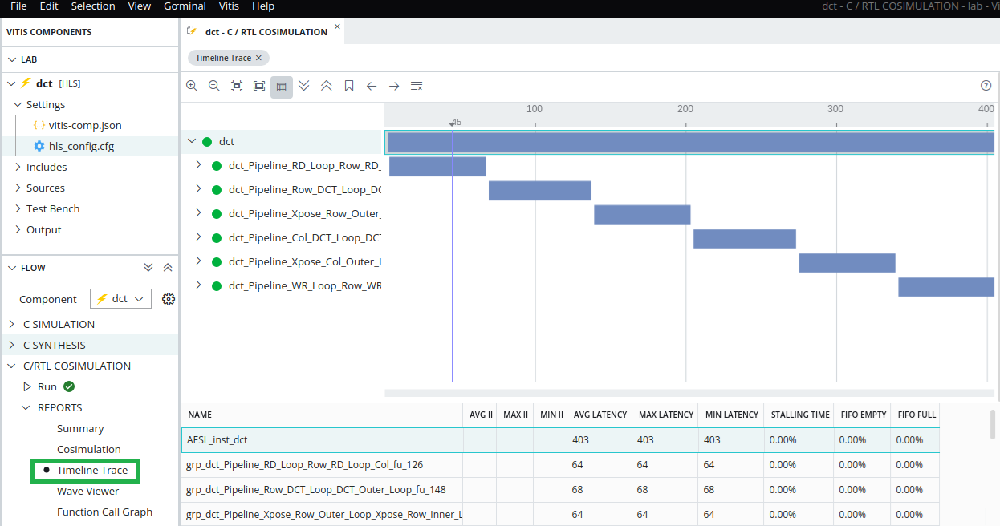 File Edit Selection View Gominal Vitis Help
dct - C / RTL COSIMULATION - lab - Vi
VITIS COMPONENTS
LAB
dct [HLS]
Settings
{..} vitis-comp.json
hls_config.cfg
Includes
Sources
Test Bench
Output
FLOW
Component dct
C SIMULATION
C SYNTHESIS
C/RTL COSIMULATION
Run
REPORTS
Summary
Cosimulation
Timeline Trace
Wave Viewer
Function Call Graph
dct - C / RTL COSIMULATION ×
Timeline Trace ×
?
100 200 300 400
45
dct
dct_Pipeline_RD_Loop_Row_RD_
dct_Pipeline_Row_DCT_Loop_DC
dct_Pipeline_Xpose_Row_Outer_
dct_Pipeline_Col_DCT_Loop_DCT
dct_Pipeline_Xpose_Col_Outer_L
dct_Pipeline_WR_Loop_Row_WR
NAME AVG II MAX II MIN II AVG LATENCY MAX LATENCY MIN LATENCY STALLING TIME FIFO EMPTY FIFO FULL
AESL_inst_dct 403 403 403 0.00% 0.00% 0.00%
grp_dct_Pipeline_RD_Loop_Row_RD_Loop_Col_fu_126 64 64 64 0.00% 0.00% 0.00%
grp_dct_Pipeline_Row_DCT_Loop_DCT_Outer_Loop_fu_148 68 68 68 0.00% 0.00% 0.00%
grp_dct_Pipeline_Xpose_Row_Outer_Loop_Xpose_Row_Inner_L 64 64 64 0.00% 0.00% 0.00%